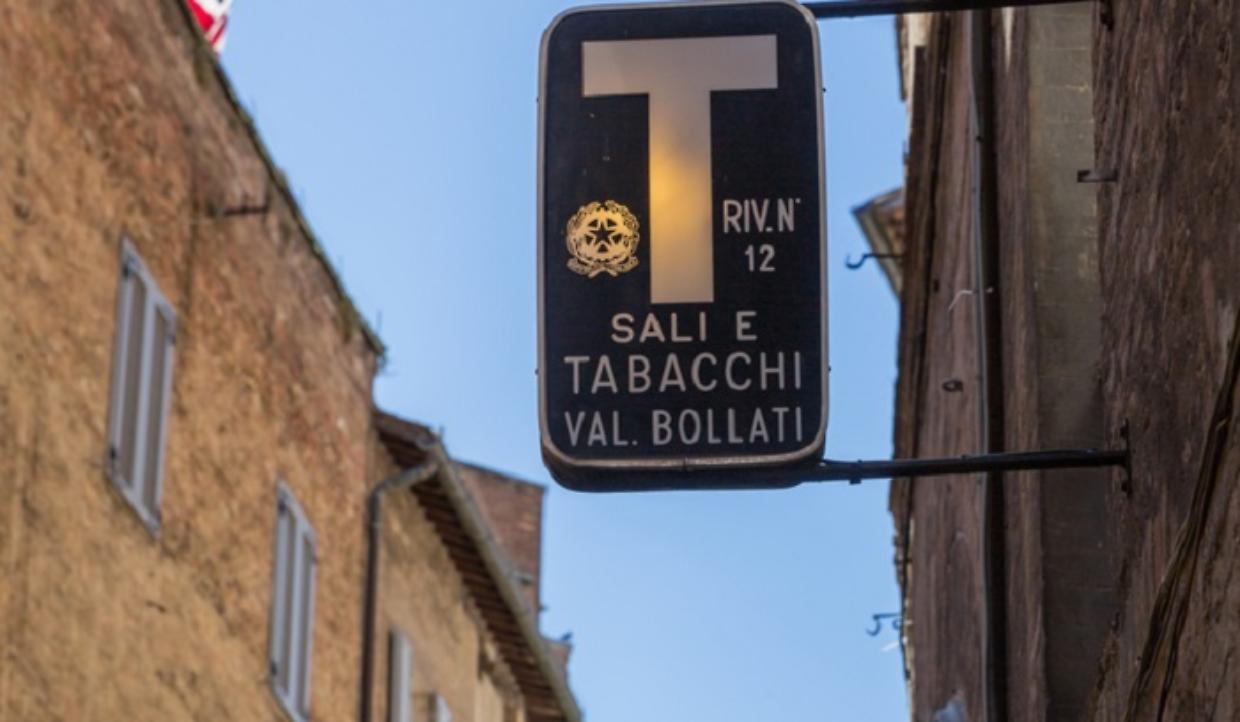 T
RIV. N°
12
SALI E
TABACCHI
VAL. BOLLATI